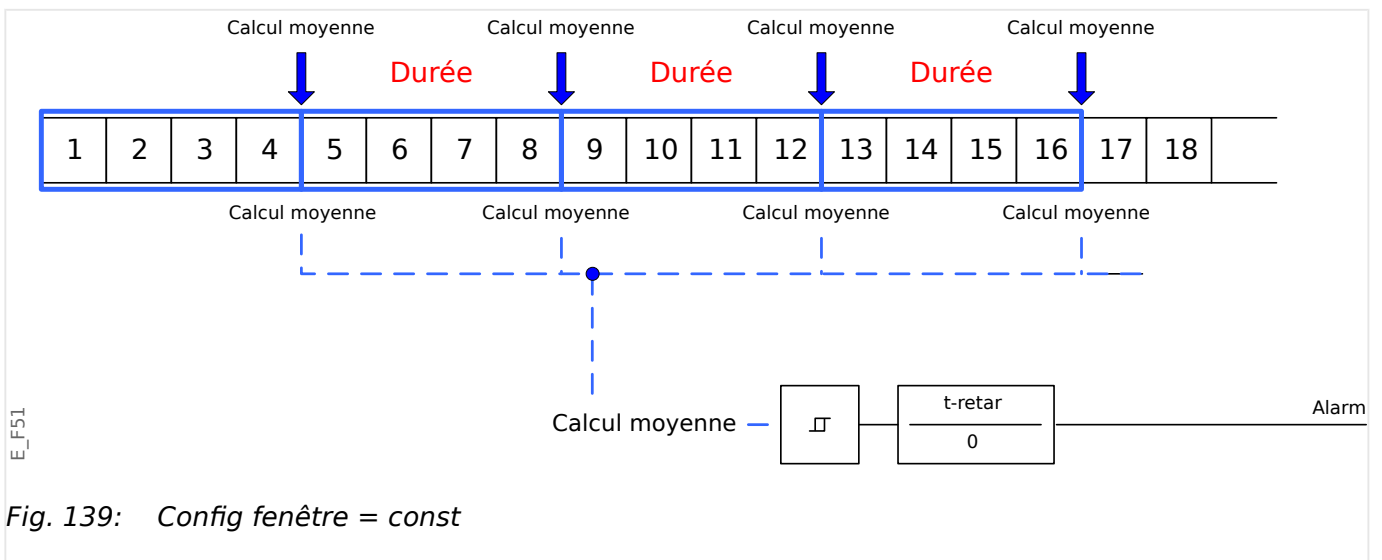 Calcul moyenne Calcul moyenne Calcul moyenne Calcul moyenne
Durée Durée Durée
1 2 3 4 5 6 7 8 9 10 11 12 13 14 15 16 17 18
Calcul moyenne Calcul moyenne Calcul moyenne Calcul moyenne
t-retar
Calcul moyenne
0
Alarm
E_F51
Fig. 139: Config fenêtre = const